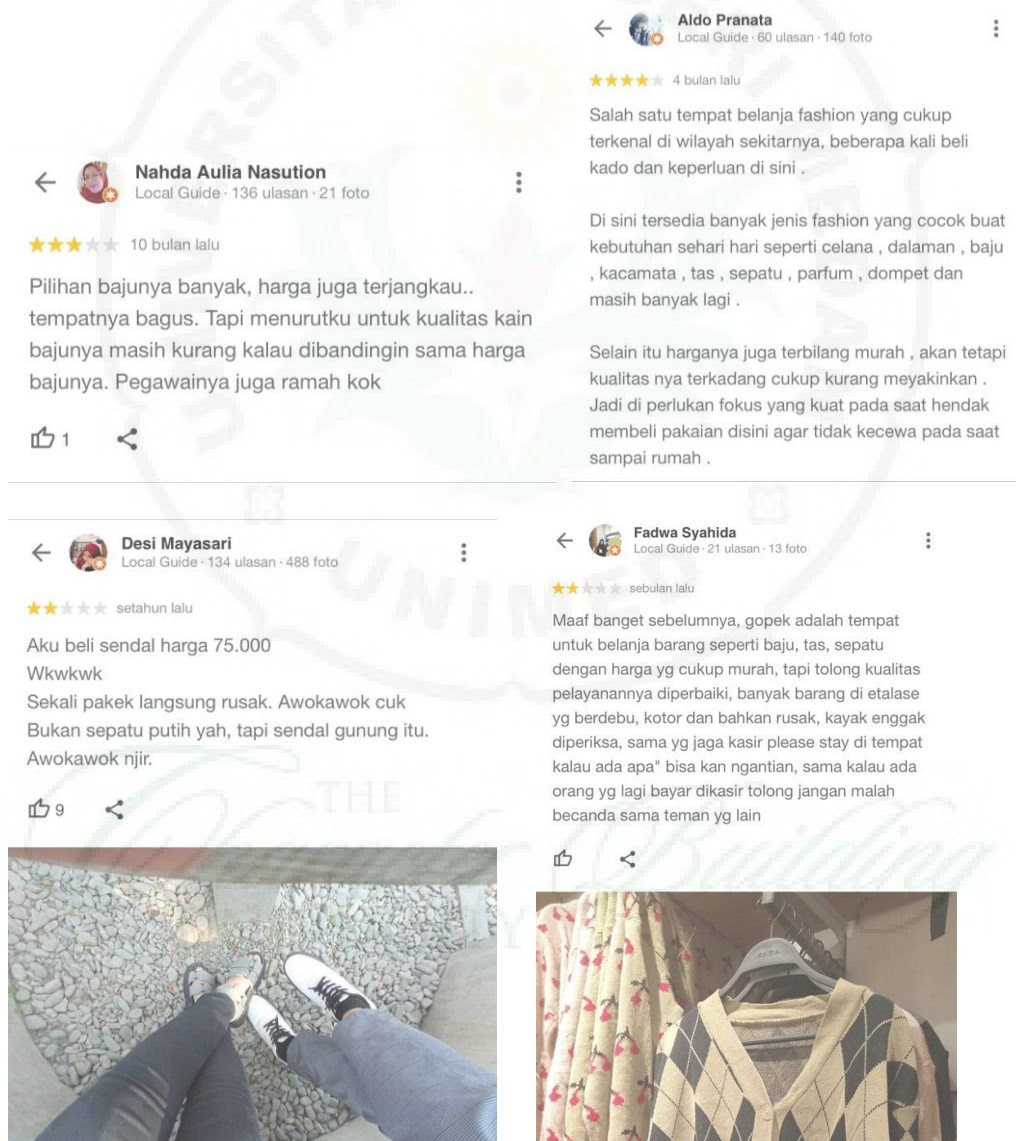 Nahda Aulia Nasution
Local Guide · 136 ulasan · 21 foto
10 bulan lalu
Pilihan bajunya banyak, harga juga terjangkau..
tempatnya bagus. Tapi menurutku untuk kualitas kain
bajunya masih kurang kalau dibandingin sama harga
bajunya. Pegawainya juga ramah kok
1
Aldo Pranata
Local Guide · 60 ulasan · 140 foto
4 bulan lalu
Salah satu tempat belanja fashion yang cukup
terkenal di wilayah sekitarnya, beberapa kali beli
kado dan keperluan di sini .
Di sini tersedia banyak jenis fashion yang cocok buat
kebutuhan sehari hari seperti celana , dalaman , baju
, kacamata , tas , sepatu , parfum , dompet dan
masih banyak lagi .
Selain itu harganya juga terbilang murah , akan tetapi
kualitas nya terkadang cukup kurang meyakinkan .
Jadi di perlukan fokus yang kuat pada saat hendak
membeli pakaian disini agar tidak kecewa pada saat
sampai rumah .
Desi Mayasari
Local Guide · 134 ulasan · 488 foto
setahun lalu
Aku beli sendal harga 75.000
Wkwkwk
Sekali pakek langsung rusak. Awokawok cuk
Bukan sepatu putih yah, tapi sendal gunung itu.
Awokawok njir.
9
Fadwa Syahida
Local Guide · 21 ulasan · 13 foto
sebulan lalu
Maaf banget sebelumnya, gopek adalah tempat
untuk belanja barang seperti baju, tas, sepatu
dengan harga yg cukup murah, tapi tolong kualitas
pelayanannya diperbaiki, banyak barang di etalase
yg berdebu, kotor dan bahkan rusak, kayak enggak
diperiksa, sama yg jaga kasir please stay di tempat
kalau ada apa" bisa kan ngantian, sama kalau ada
orang yg lagi bayar dikasir tolong jangan malah
becanda sama teman yg lain
ZARA
UNIMED
THE
Building